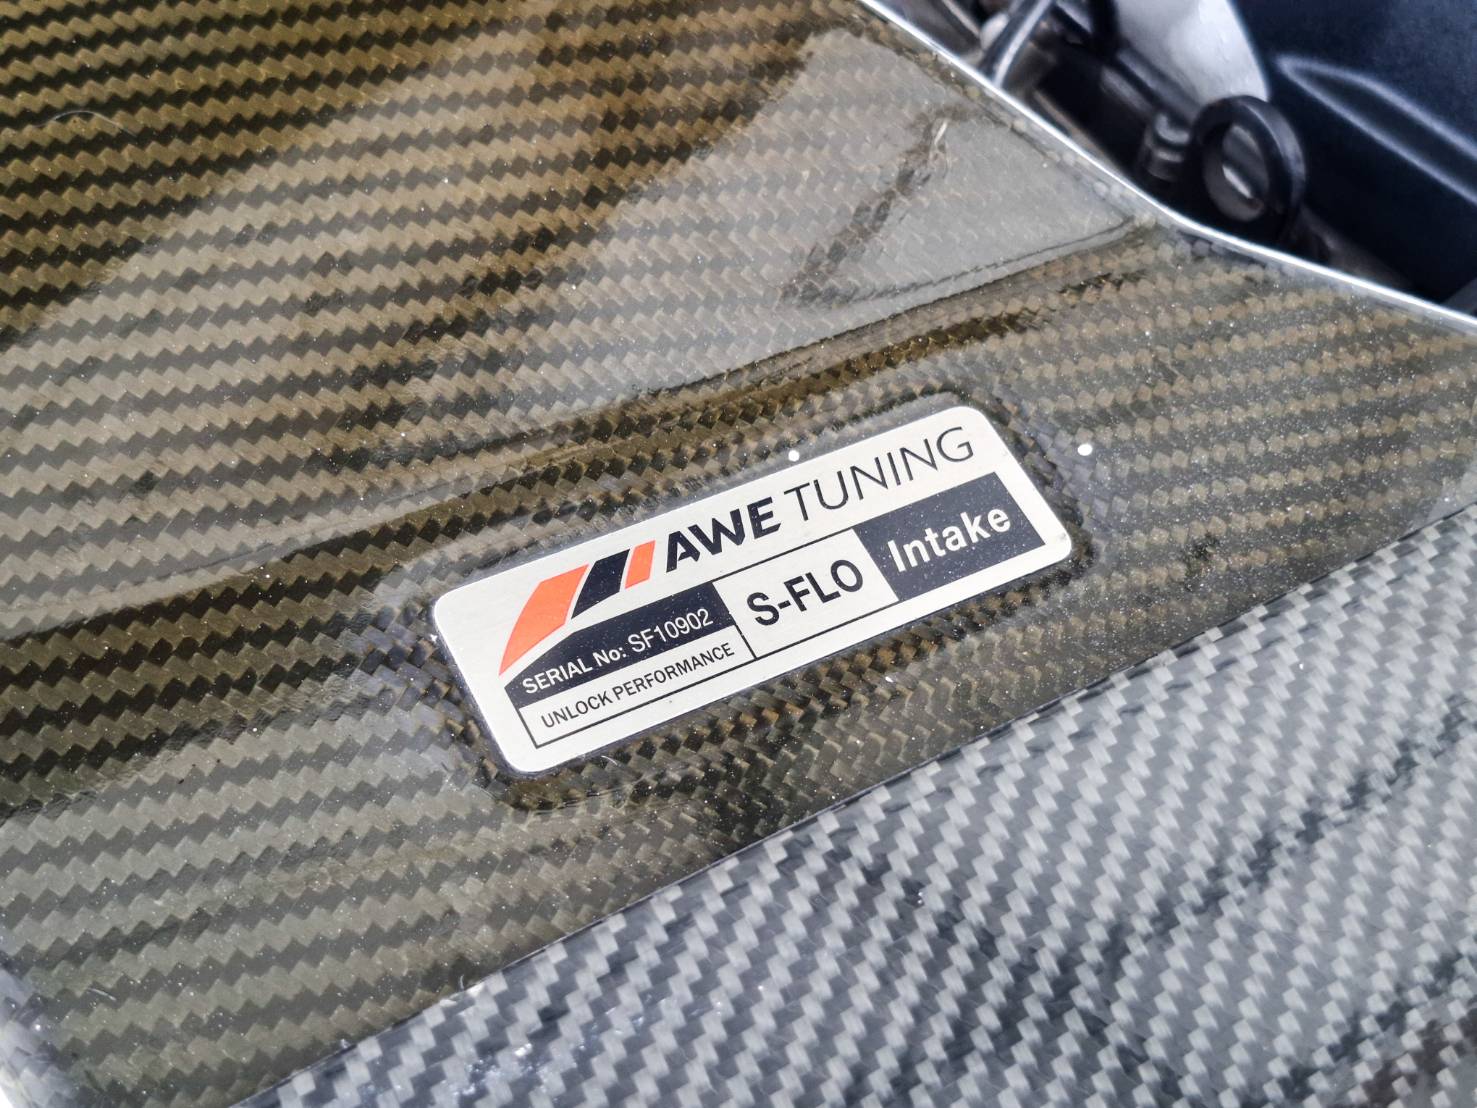 AWE TUNING
SERIAL No: SF10902
UNLOCK PERFORMANCE
S-FLO
Intake